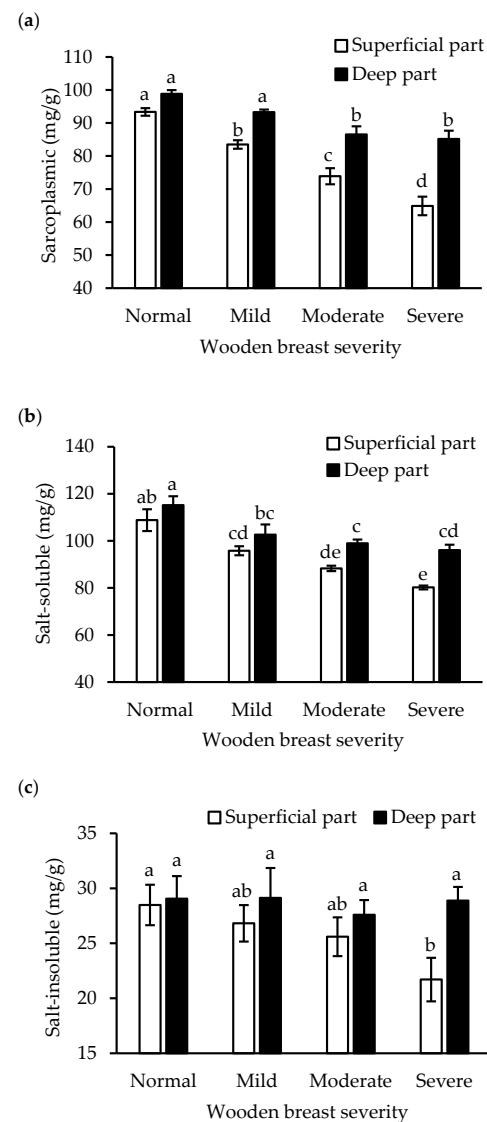 (a)
Superficial part
Deep part
Sarcoplasmic (mg/g)
110
100
90
80
70
60
50
40
a a b a c b d b
Normal Mild Moderate Severe
Wooden breast severity
(b)
Superficial part
Deep part
Salt-soluble (mg/g)
140
120
100
80
60
40
ab a cd bc de c e cd
Normal Mild Moderate Severe
Wooden breast severity
(c)
Superficial part Deep part
Salt-insoluble (mg/g)
35
30
25
20
15
a a ab a ab a b a
Normal Mild Moderate Severe
Wooden breast severity